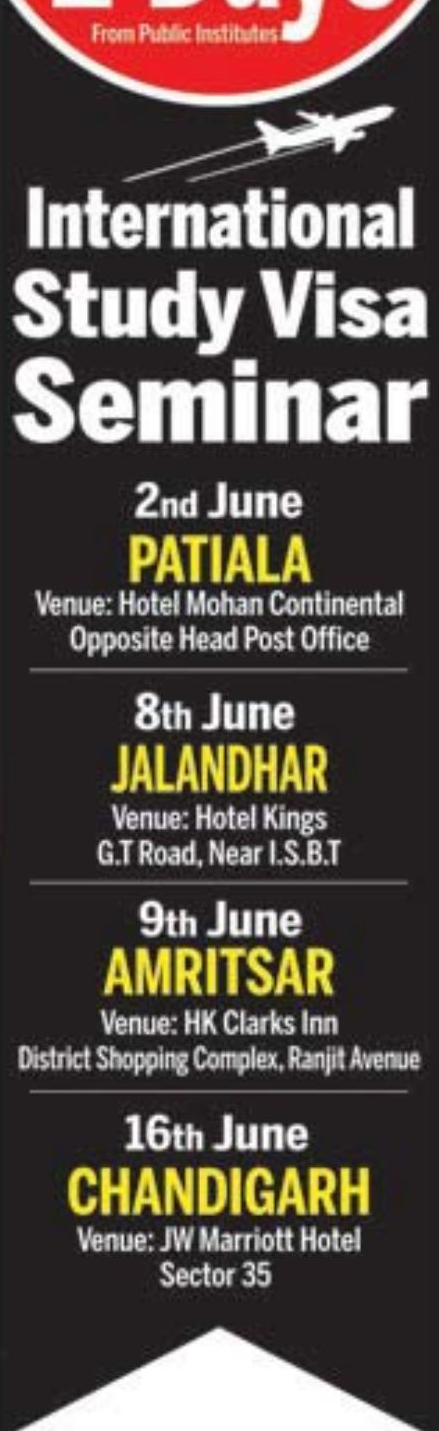 Days
From Public Institutes
International
Study Visa
Seminar
2nd June
PATIALA
Venue: Hotel Mohan Continental
Opposite Head Post Office
8th June
JALANDHAR
Venue: Hotel Kings
G.T Road, Near I.S.B.T
9th June
AMRITSAR
Venue: HK Clarks Inn
District Shopping Complex, Ranjit Avenue
16th June
CHANDIGARH
Venue: JW Marriott Hotel
Sector 35